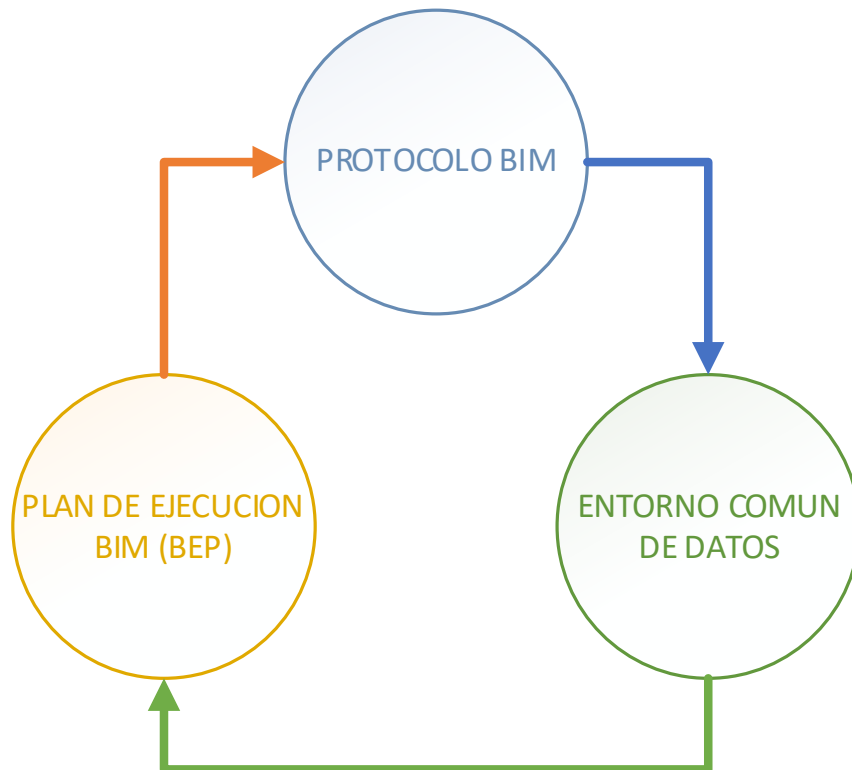 PROTOCOLO BIM
PLAN DE EJECUCION
BIM (BEP)
ENTORNO COMUN
DE DATOS